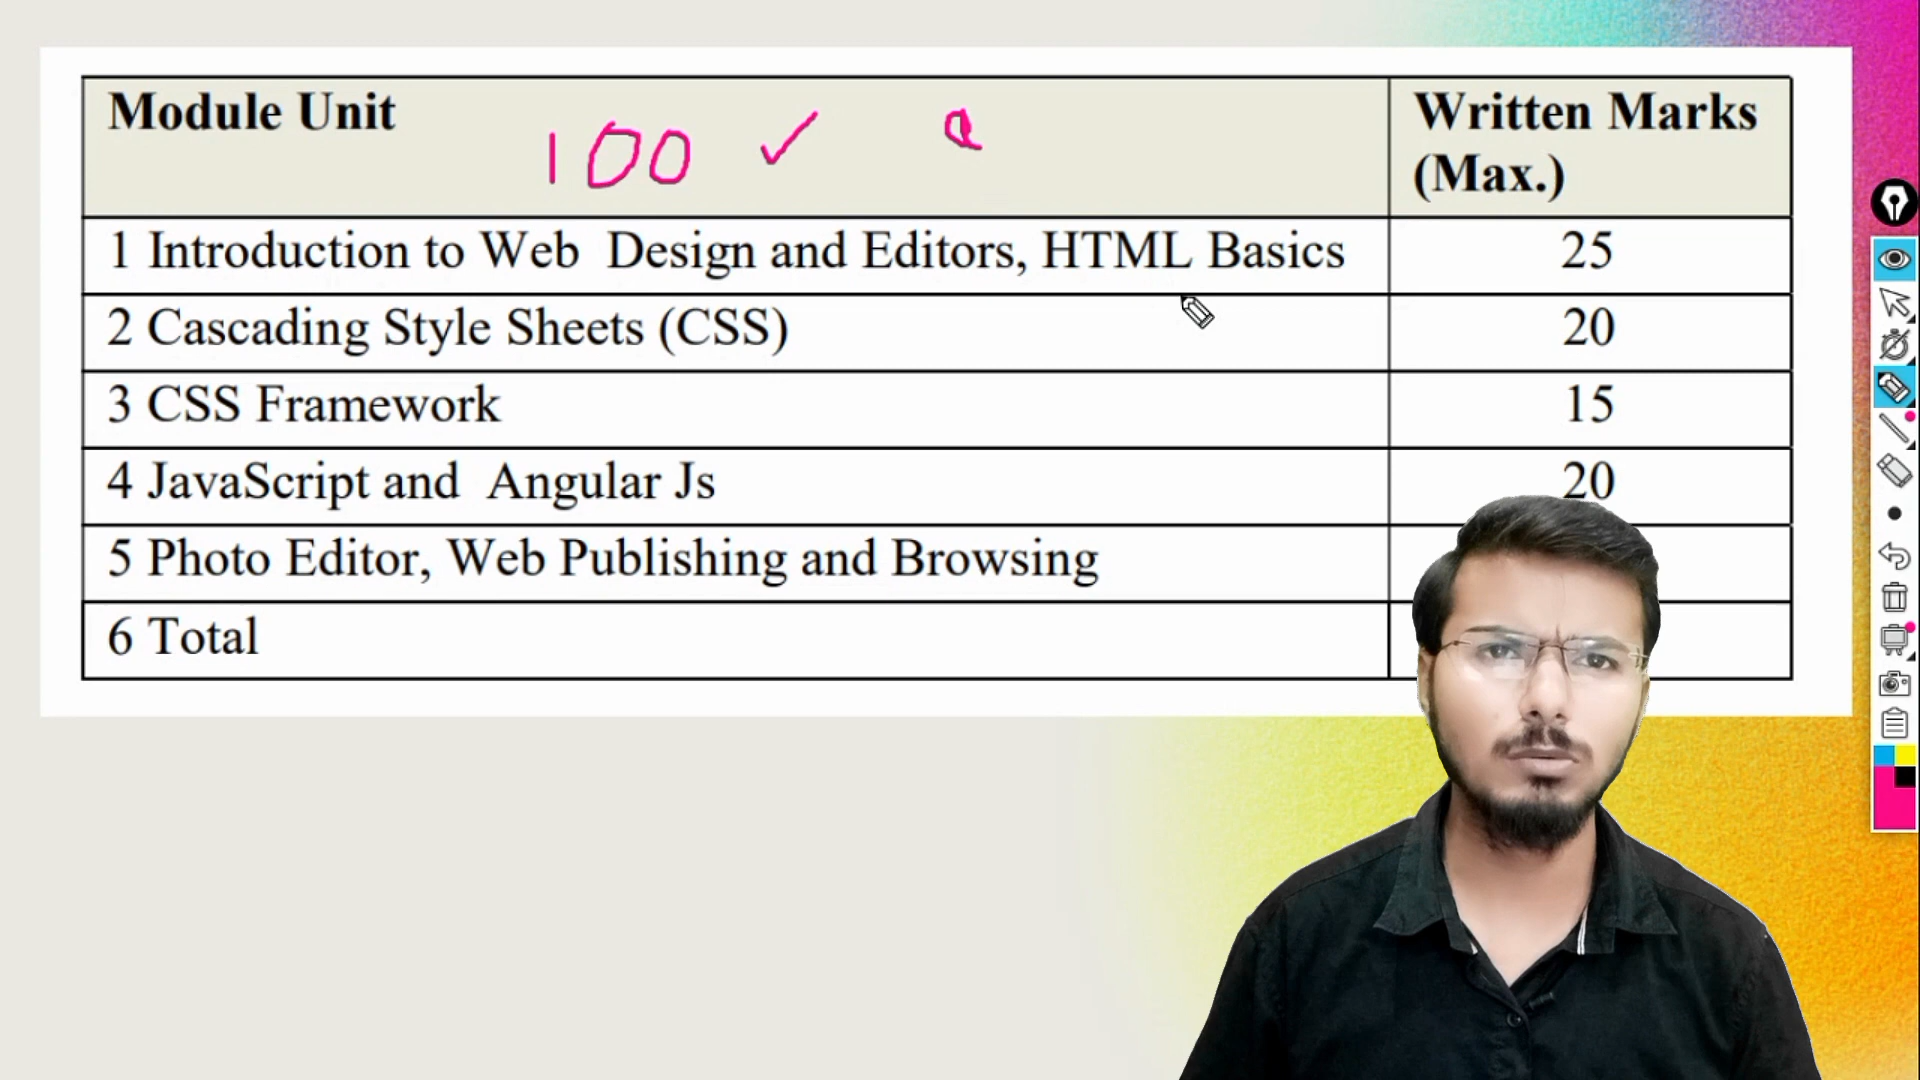 Module Unit
100 ✓ a
Written Marks
(Max.)
1 Introduction to Web Design and Editors, HTML Basics 25
2 Cascading Style Sheets (CSS) 20
3 CSS Framework 15
4 JavaScript and Angular Js 20
5 Photo Editor, Web Publishing and Browsing
6 Total